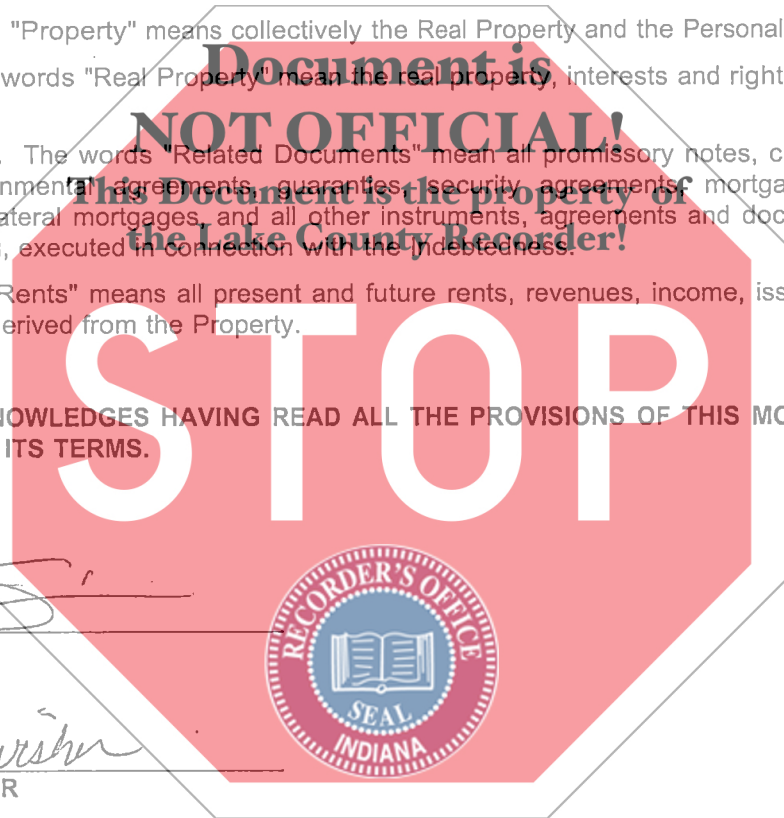 "Property" means collectively the Real Property and the Personal
words "Real Property" mean the real property, interests and right
Document is
NOT OFFICIAL!
This Document is the property of
the Lake County Recorder!
. The words "Related Documents" mean all promissory notes, c
nmental agreements, guaranties, security agreements, mortga
ateral mortgages, and all other instruments, agreements and doc
, executed in connection with the Indebtedness.
Rents" means all present and future rents, revenues, income, iss
erived from the Property.
STOP
NOWLEDGES HAVING READ ALL THE PROVISIONS OF THIS MO
ITS TERMS.
RECORDER'S OFFICE
SEAL
INDIANA
R